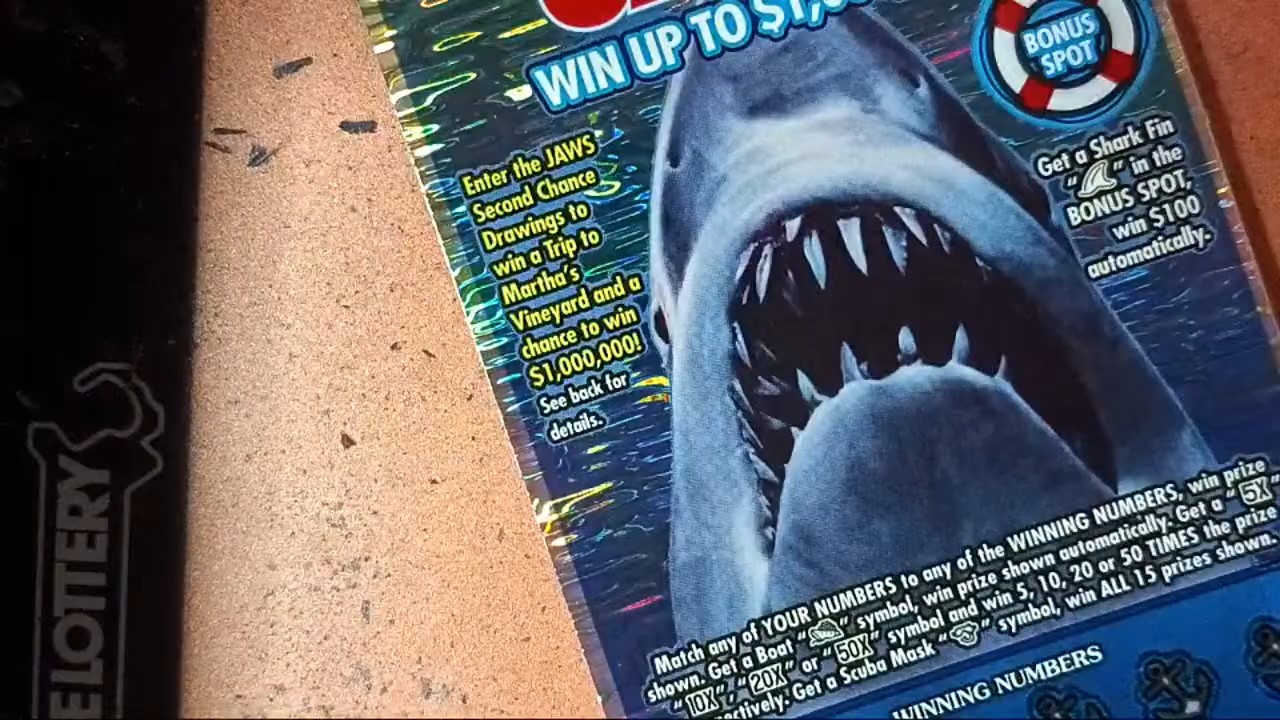 WIN UP TO $1,0
BONUS
SPOT
Enter the JAWS
Second Chance
Drawings to
win a Trip to
Martha's
Vineyard and a
chance to win
$1,000,000!
See back for
details.
Get a Shark Fin
" " in the
BONUS SPOT,
win $100
automatically.
Match any of YOUR NUMBERS to any of the WINNING NUMBERS, win prize
shown. Get a Boat " " symbol, win prize shown automatically. Get a "5X"
"10X", "20X" or "50X" symbol and win 5, 10, 20 or 50 TIMES the prize
ectively. Get a Scuba Mask " " symbol, win ALL 15 prizes shown.
WINNING NUMBERS
E LOTTERY